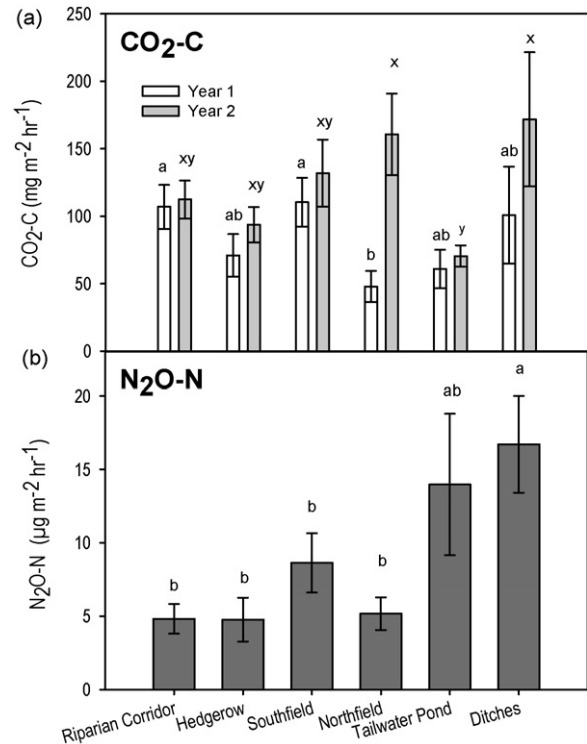 (a)
CO2-C
Year 1
Year 2
CO2-C (mg m-2 hr-1)
250
200
150
100
50
0
a
xy
ab
xy
a
xy
b
x
ab
y
ab
x
(b)
N2O-N
N2O-N (µg m-2 hr-1)
20
15
10
5
0
b
b
b
b
ab
a
Riparian Corridor
Hedgerow
Southfield
Northfield
Tailwater Pond
Ditches